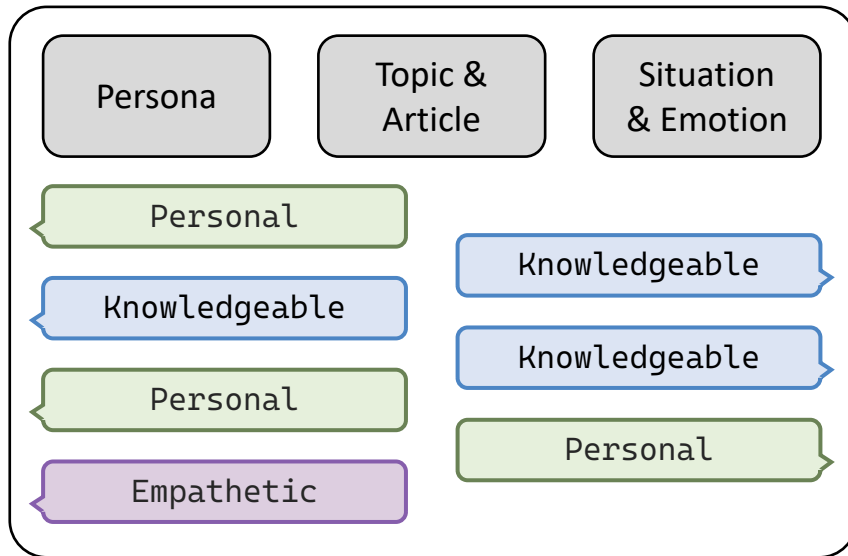 Persona
Topic &
Article
Situation
& Emotion
Personal
Knowledgeable
Knowledgeable
Knowledgeable
Personal
Personal
Empathetic